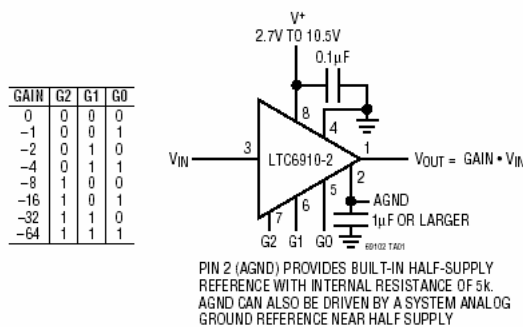 V+
2.7V TO 10.5V
0.1µF
GAIN G2 G1 G0
0 0 0 0
–1 0 0 1
–2 0 1 0
–4 0 1 1
–8 1 0 0
–16 1 0 1
–32 1 1 0
–64 1 1 1
8
4
VIN
3
LTC6910-2
1
VOUT = GAIN • VIN
2
5
6
7
AGND
1µF OR LARGER
G2 G1 G0
69102 TA01
PIN 2 (AGND) PROVIDES BUILT-IN HALF-SUPPLY
REFERENCE WITH INTERNAL RESISTANCE OF 5k.
AGND CAN ALSO BE DRIVEN BY A SYSTEM ANALOG
GROUND REFERENCE NEAR HALF SUPPLY